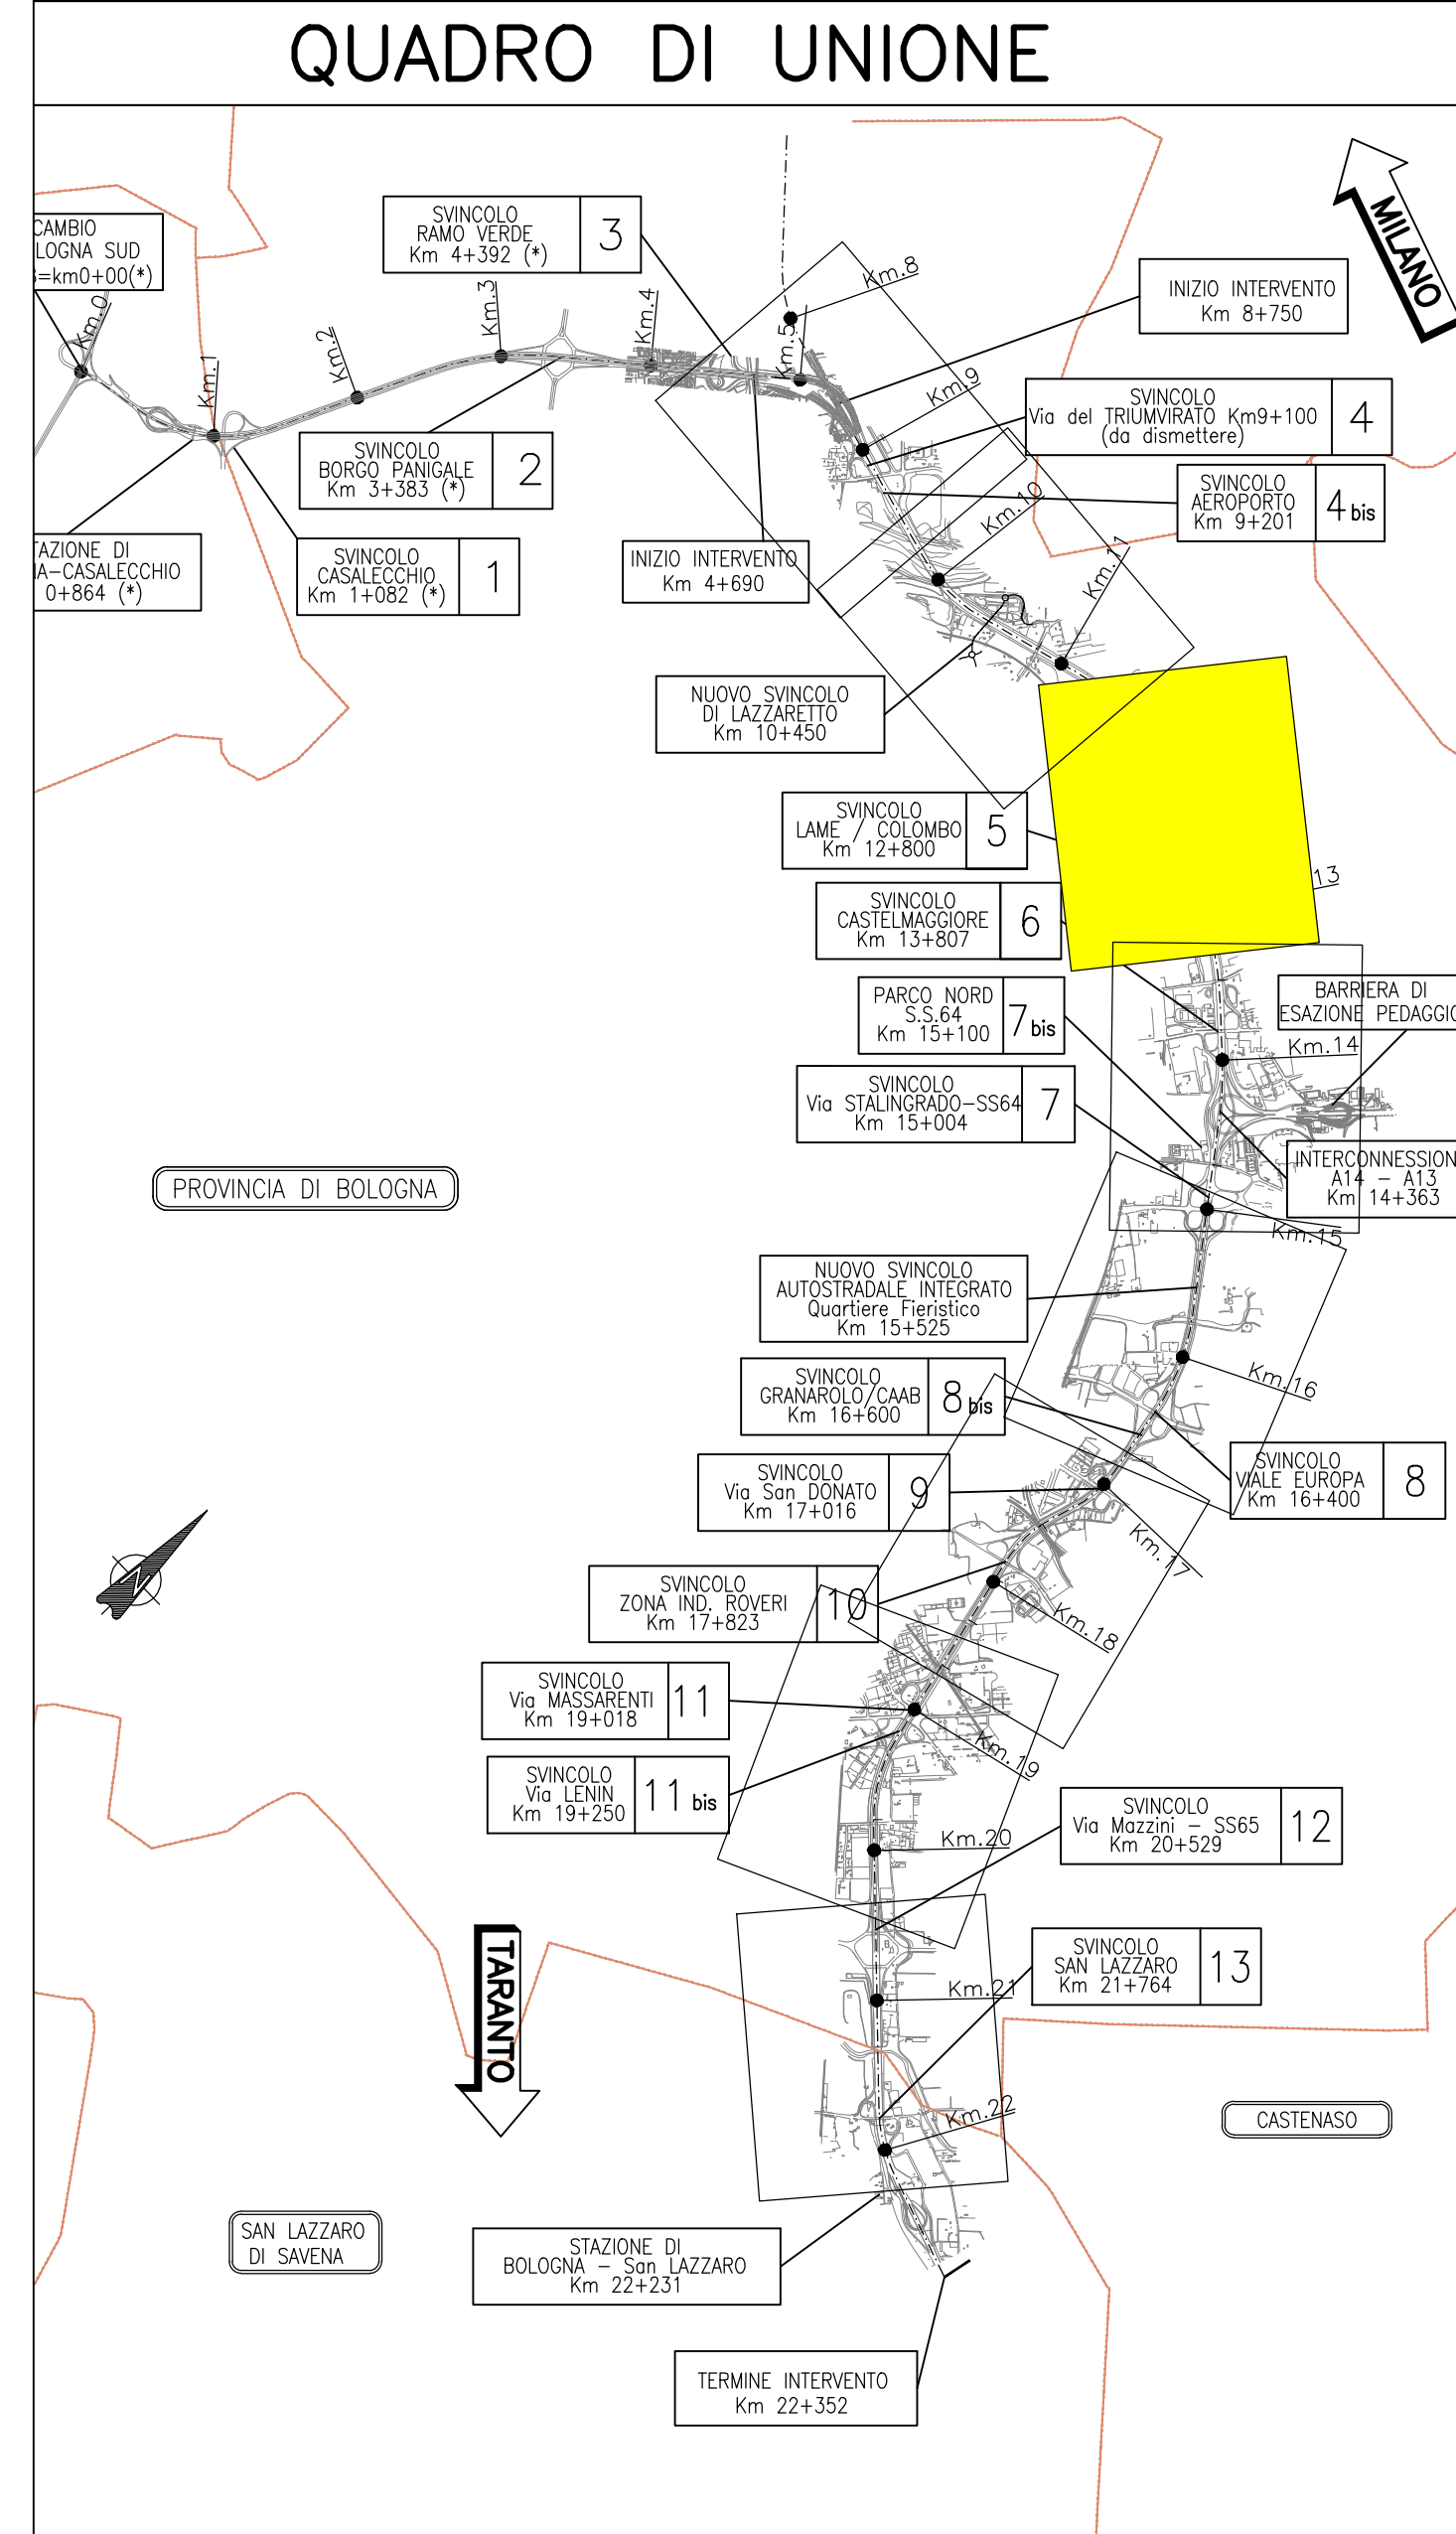 QUADRO DI UNIONE
MILANO
CAMBIO
LOGNA SUD
=km0+00(*)
SVINCOLO
RAMO VERDE
Km 4+392 (*)
3
Km.0
Km.1
Km.2
Km.3
Km.4
Km.5
Km.8
INIZIO INTERVENTO
Km 8+750
Km.9
SVINCOLO
Via del TRIUMVIRATO Km9+100
(da dismettere)
4
SVINCOLO
BORGO PANIGALE
Km 3+383 (*)
2
SVINCOLO
AEROPORTO
Km 9+201
4 bis
Km.10
TAZIONE DI
NA-CASALECCHIO
0+864 (*)
SVINCOLO
CASALECCHIO
Km 1+082 (*)
1
INIZIO INTERVENTO
Km 4+690
Km.11
NUOVO SVINCOLO
DI LAZZARETTO
Km 10+450
SVINCOLO
LAME / COLOMBO
Km 12+800
5
13
SVINCOLO
CASTELMAGGIORE
Km 13+807
6
PARCO NORD
S.S.64
Km 15+100
7 bis
BARRIERA DI
ESAZIONE PEDAGGIO
Km.14
SVINCOLO
Via STALINGRADO-SS64
Km 15+004
7
INTERCONNESSION
A14 - A13
Km 14+363
PROVINCIA DI BOLOGNA
Km.15
NUOVO SVINCOLO
AUTOSTRADALE INTEGRATO
Quartiere Fieristico
Km 15+525
SVINCOLO
GRANAROLO/CAAB
Km 16+600
8 bis
Km.16
SVINCOLO
VIALE EUROPA
Km 16+400
8
SVINCOLO
Via San DONATO
Km 17+016
9
Km.17
SVINCOLO
ZONA IND. ROVERI
Km 17+823
10
Km.18
SVINCOLO
Via MASSARENTI
Km 19+018
11
Km.19
SVINCOLO
Via LENIN
Km 19+250
11 bis
SVINCOLO
Via Mazzini - SS65
Km 20+529
12
Km.20
TARANTO
SVINCOLO
SAN LAZZARO
Km 21+764
13
Km.21
Km.22
CASTENASO
SAN LAZZARO
DI SAVENA
STAZIONE DI
BOLOGNA - San LAZZARO
Km 22+231
TERMINE INTERVENTO
Km 22+352